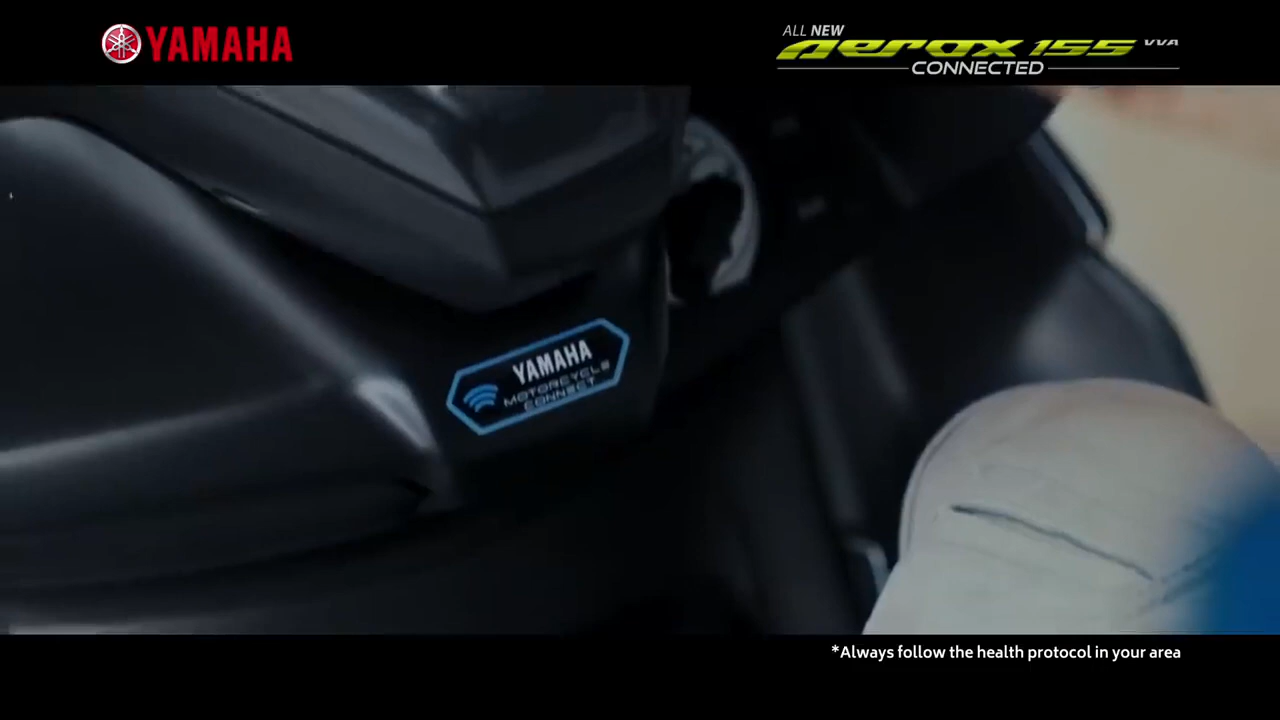 YAMAHA
ALL NEW
Aerox 155 VVA
CONNECTED
YAMAHA
MOTORCYCLE
CONNECT
*Always follow the health protocol in your area